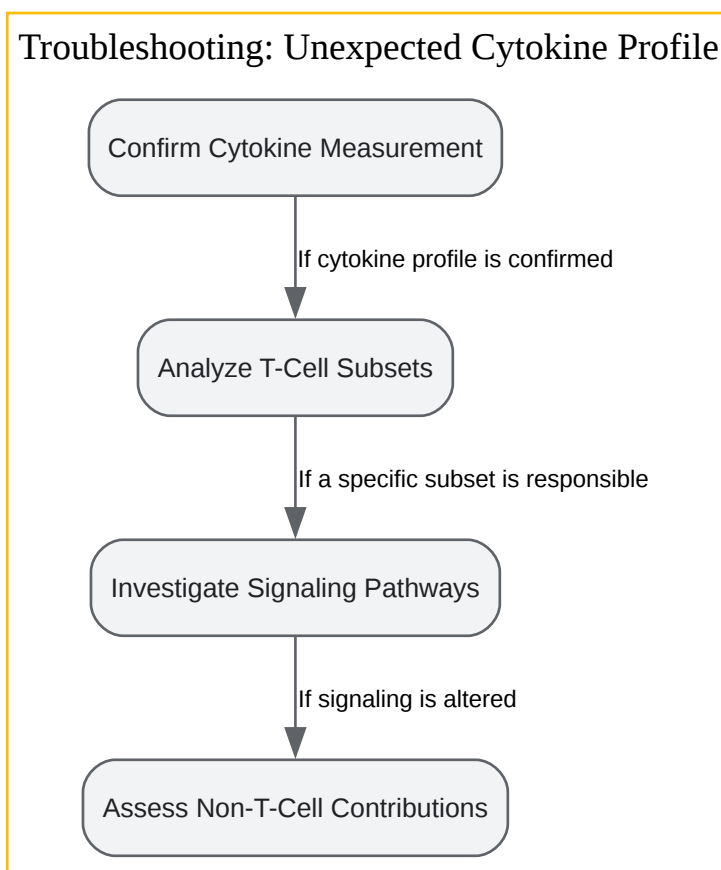 Troubleshooting: Unexpected Cytokine Profile
Confirm Cytokine Measurement
If cytokine profile is confirmed
Analyze T-Cell Subsets
If a specific subset is responsible
Investigate Signaling Pathways
If signaling is altered
Assess Non-T-Cell Contributions